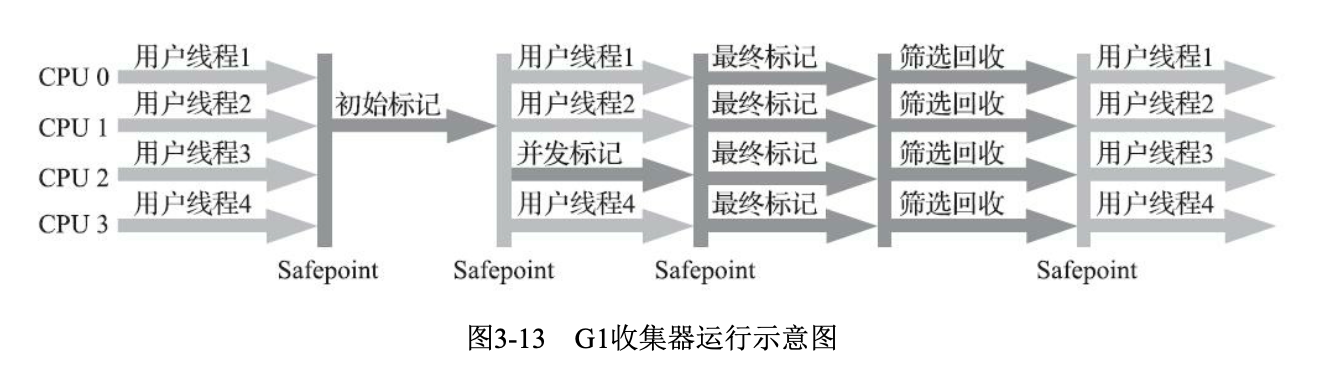 CPU 0 用户线程1 用户线程1 最终标记 筛选回收 用户线程1
CPU 1 用户线程2 初始标记 用户线程2 最终标记 筛选回收 用户线程2
CPU 2 用户线程3 并发标记 最终标记 筛选回收 用户线程3
CPU 3 用户线程4 用户线程4 最终标记 筛选回收 用户线程4
Safepoint Safepoint Safepoint Safepoint
图3-13 G1收集器运行示意图